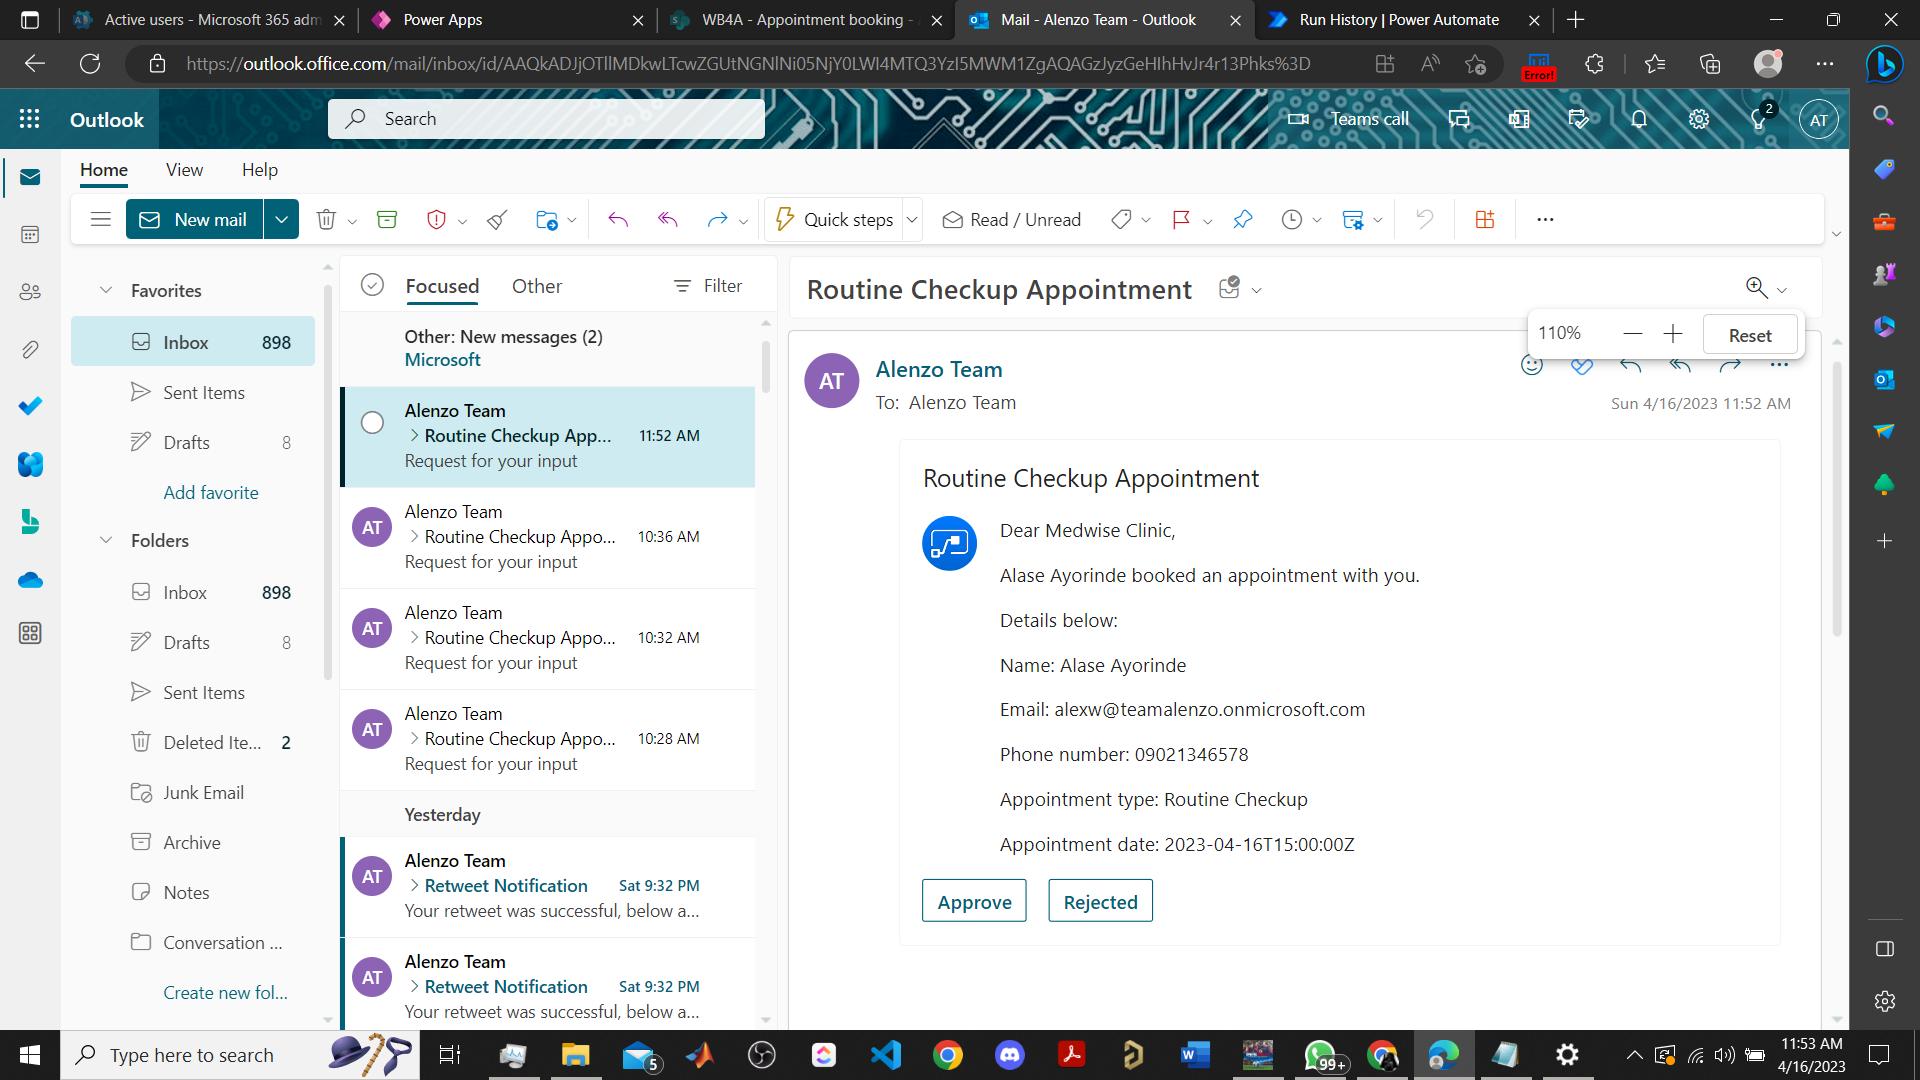 Active users - Microsoft 365 adm
Power Apps
WB4A - Appointment booking -
Mail - Alenzo Team - Outlook
Run History | Power Automate
https://outlook.office.com/mail/inbox/id/AAQkADJjOTllMDkwLTcwZGUtNGNlNi05NjY0LWI4MTQ3YzI5MWM1ZgAQAGzJyzGeHIhHvJr4r13Phks%3D
Error!
Outlook
Search
Teams call
2
AT
Home
View
Help
New mail
Quick steps
Read / Unread
Favorites
Inbox 898
Sent Items
Drafts 8
Add favorite
Folders
Inbox 898
Drafts 8
Sent Items
Deleted Ite... 2
Junk Email
Archive
Notes
Conversation ...
Create new fol...
Focused
Other
Filter
Other: New messages (2)
Microsoft
Alenzo Team
Routine Checkup App... 11:52 AM
Request for your input
AT
Alenzo Team
Routine Checkup Appo... 10:36 AM
Request for your input
AT
Alenzo Team
Routine Checkup Appo... 10:32 AM
Request for your input
AT
Alenzo Team
Routine Checkup Appo... 10:28 AM
Request for your input
Yesterday
AT
Alenzo Team
Retweet Notification Sat 9:32 PM
Your retweet was successful, below a...
AT
Alenzo Team
Retweet Notification Sat 9:32 PM
Your retweet was successful, below a...
Routine Checkup Appointment
110%
Reset
AT
Alenzo Team
To: Alenzo Team
Sun 4/16/2023 11:52 AM
Routine Checkup Appointment
Dear Medwise Clinic,
Alase Ayorinde booked an appointment with you.
Details below:
Name: Alase Ayorinde
Email: alexw@teamalenzo.onmicrosoft.com
Phone number: 09021346578
Appointment type: Routine Checkup
Appointment date: 2023-04-16T15:00:00Z
Approve
Rejected
Type here to search
5
99+
11:53 AM
4/16/2023